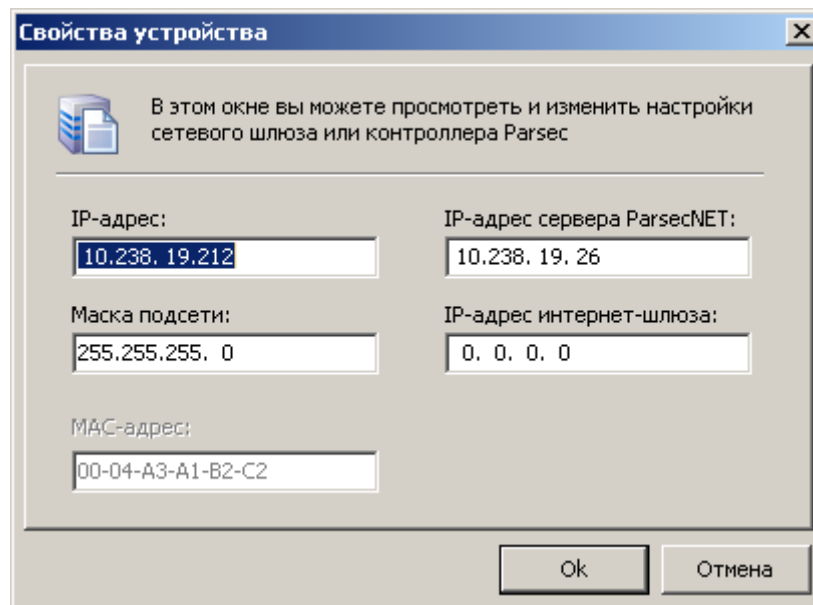 Свойства устройства
В этом окне вы можете просмотреть и изменить настройки
сетевого шлюза или контроллера Parsec
IP-адрес:
10.238. 19.212
IP-адрес сервера ParsecNET:
10.238. 19. 26
Маска подсети:
255.255.255. 0
IP-адрес интернет-шлюза:
0. 0. 0. 0
MAC-адрес:
00-04-A3-A1-B2-C2
Ok
Отмена